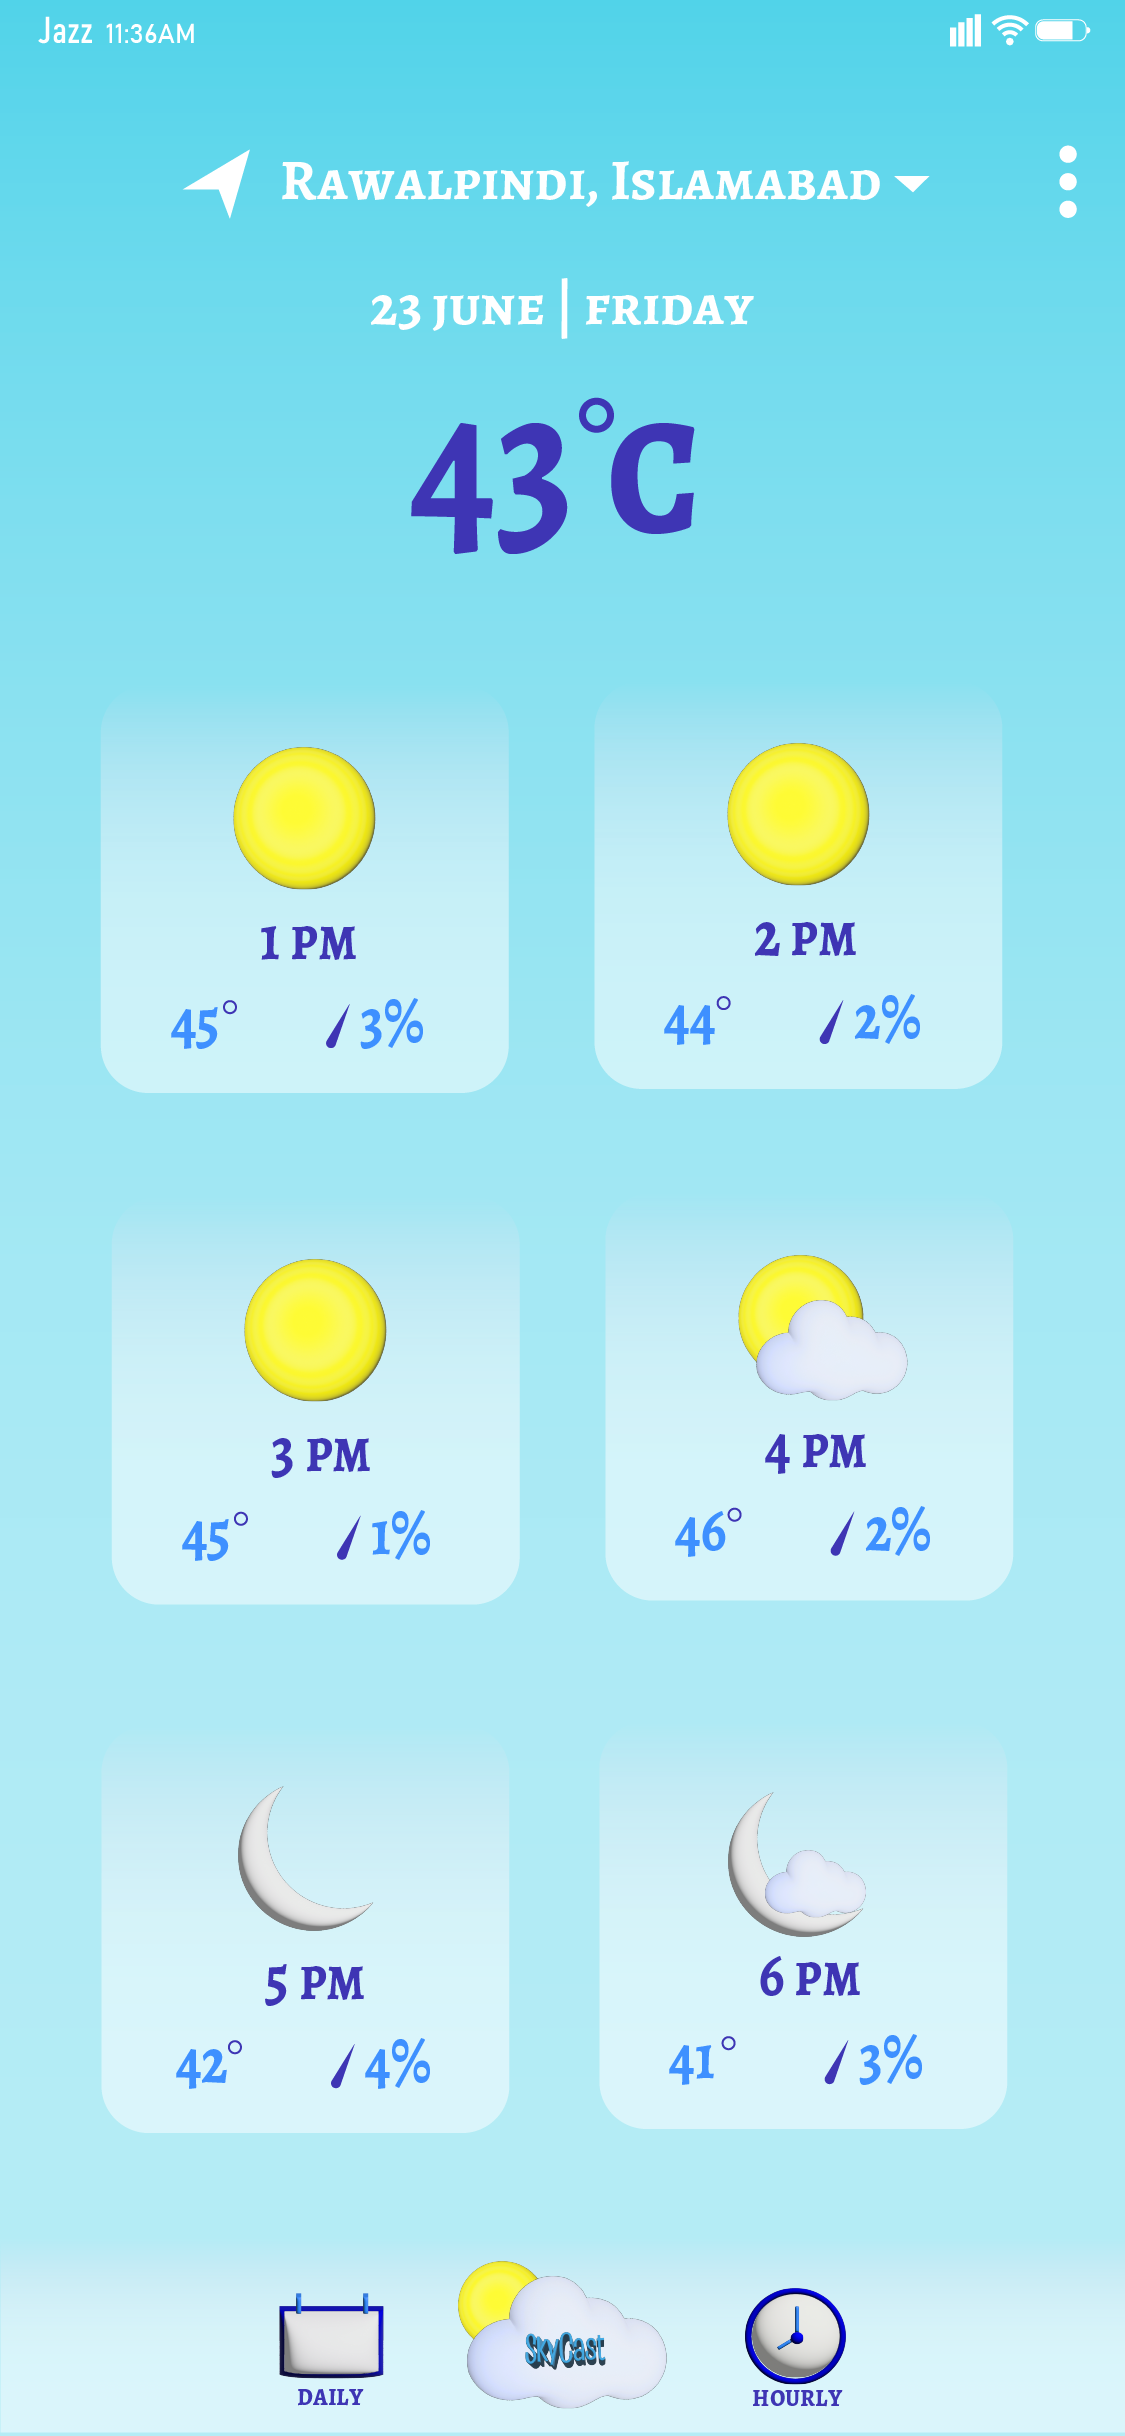 Jazz 11:36AM
Rawalpindi, Islamabad
23 JUNE | FRIDAY
43°C
1 PM
45° 3%
2 PM
44° 2%
3 PM
45° 1%
4 PM
46° 2%
5 PM
42° 4%
6 PM
41° 3%
SkyCast
DAILY
HOURLY